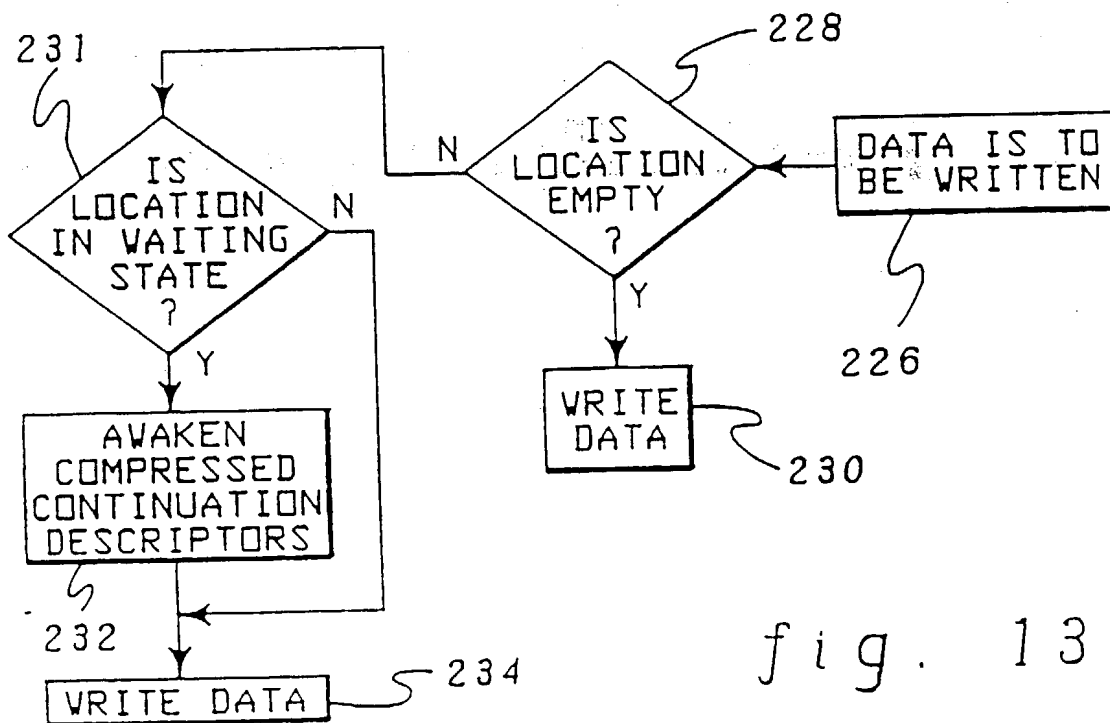 231
228
IS
LOCATION
IN WAITING
STATE
?
N
Y
IS
LOCATION
EMPTY
?
N
Y
DATA IS TO
BE WRITTEN
226
WRITE
DATA
230
AWAKEN
COMPRESSED
CONTINUATION
DESCRIPTORS
232
WRITE DATA
234
fig. 13